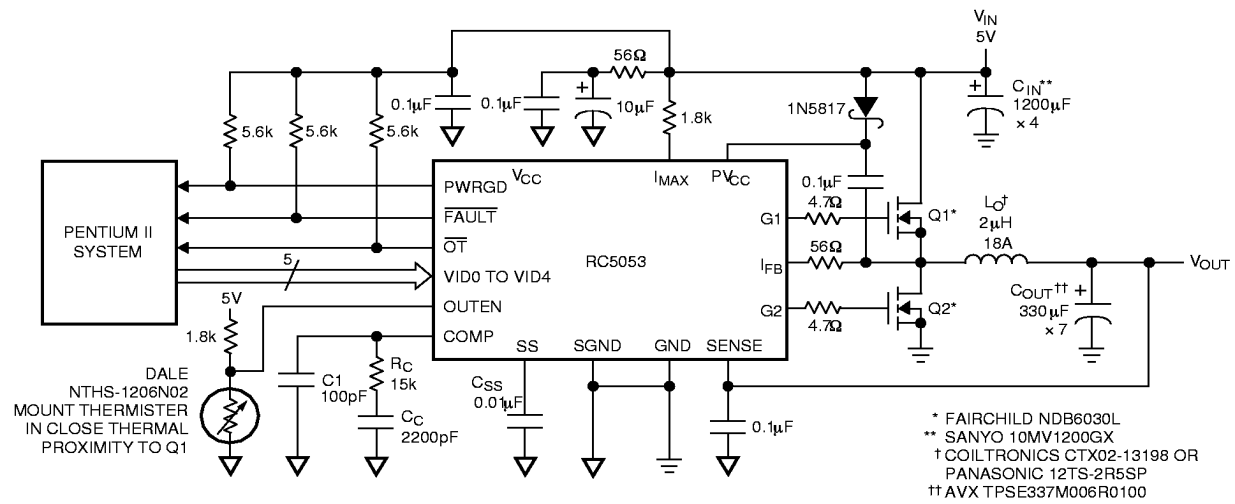 V_IN
5V
C_IN**
1200µF
× 4
56Ω
0.1µF
0.1µF
10µF
1.8k
1N5817
5.6k
5.6k
5.6k
V_CC
I_MAX
PV_CC
0.1µF
PENTIUM II
SYSTEM
PWRGD
FAULT
OT
VID0 TO VID4
OUTEN
COMP
5
RC5053
G1
I_FB
G2
4.7Ω
56Ω
4.7Ω
Q1*
Q2*
L_O†
2µH
18A
V_OUT
C_OUT††
330µF
× 7
SS
SGND
GND
SENSE
5V
1.8k
DALE
NTHS-1206N02
MOUNT THERMISTER
IN CLOSE THERMAL
PROXIMITY TO Q1
C1
100pF
R_C
15k
C_C
2200pF
C_SS
0.01µF
0.1µF
* FAIRCHILD NDB6030L
** SANYO 10MV1200GX
† COILTRONICS CTX02-13198 OR
PANASONIC 12TS-2R5SP
†† AVX TPSE337M006R0100